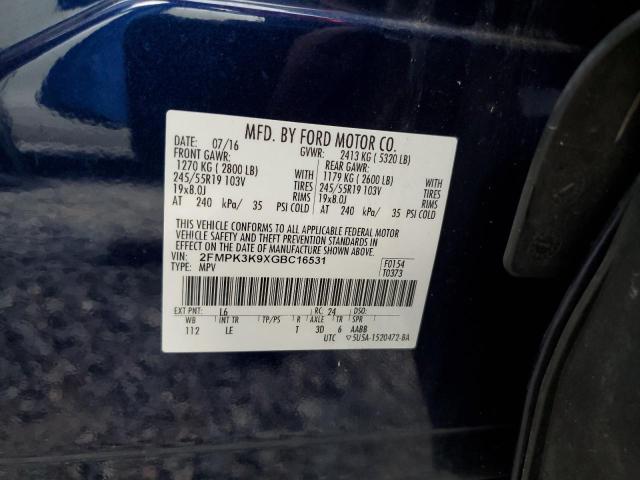 MFD. BY FORD MOTOR CO.
DATE: 07/16 GVWR: 2413 KG ( 5320 LB)
FRONT GAWR: REAR GAWR:
1270 KG ( 2800 LB) WITH 1179 KG ( 2600 LB) WITH
245/55R19 103V TIRES 245/55R19 103V TIRES
19x8.0J RIMS 19x8.0J RIMS
AT 240 kPa/ 35 PSI COLD AT 240 kPa/ 35 PSI COLD
THIS VEHICLE CONFORMS TO ALL APPLICABLE FEDERAL MOTOR
VEHICLE SAFETY AND THEFT PREVENTION STANDARDS IN
EFFECT ON THE DATE OF MANUFACTURE SHOWN ABOVE.
VIN: 2FMPK3K9XGBC16531 F0154
TYPE: MPV T0373
EXT PNT: L6 RC: 24 DSO:
WB INT TR TP/PS R AXLE TR SPR
112 LE T 3D 6 AABB
UTC 5USA-1520472-BA